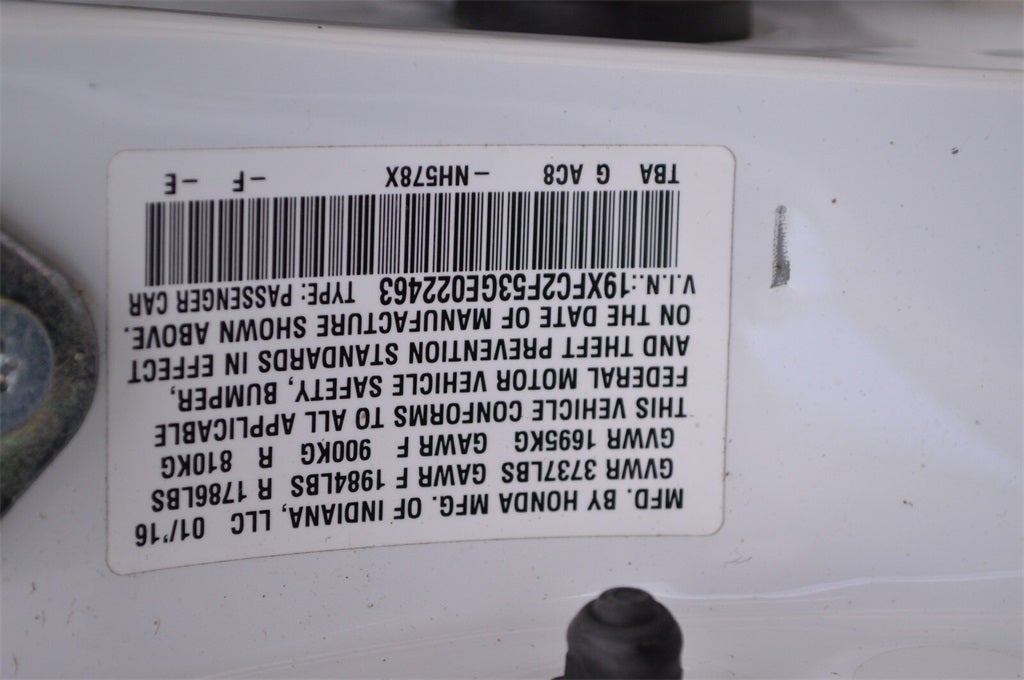 MFD. BY HONDA MFG. OF INDIANA, LLC 01/'16
GVWR 3737LBS GAWR F 1984LBS R 1786LBS
GVWR 1695KG GAWR F 900KG R 810KG
THIS VEHICLE CONFORMS TO ALL APPLICABLE
FEDERAL MOTOR VEHICLE SAFETY, BUMPER,
AND THEFT PREVENTION STANDARDS IN EFFECT
ON THE DATE OF MANUFACTURE SHOWN ABOVE.
V.I.N.:19XFC2F53GE022463 TYPE: PASSENGER CAR
TBA G AC8 -NH578X -F -E